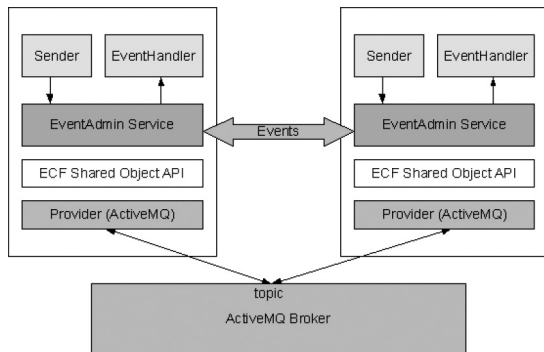 Sender
EventHandler
EventAdmin Service
ECF Shared Object API
Provider (ActiveMQ)
Events
Sender
EventHandler
EventAdmin Service
ECF Shared Object API
Provider (ActiveMQ)
topic
ActiveMQ Broker